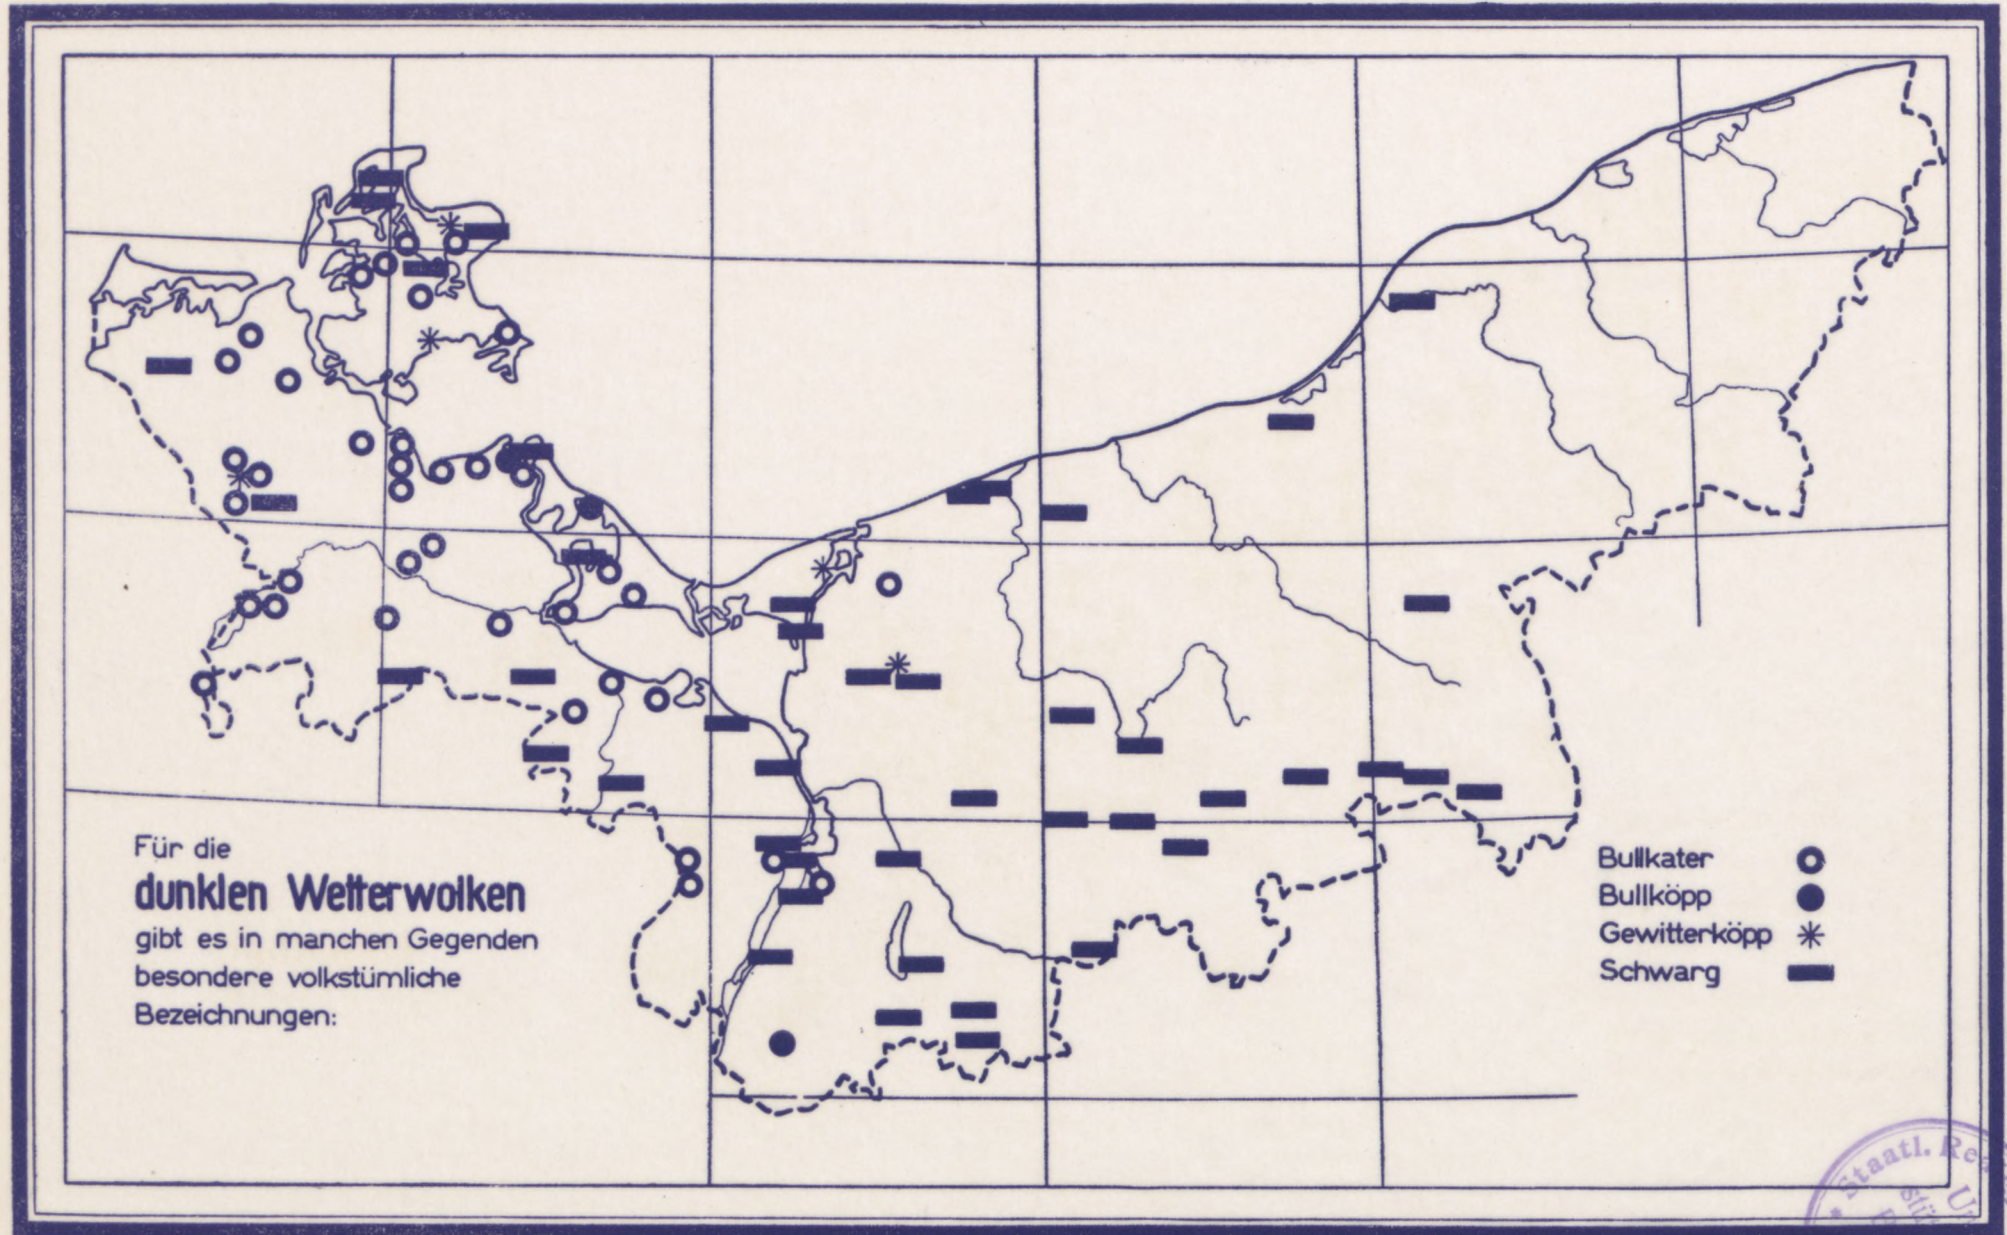 Für die
dunklen Wetterwolken
gibt es in manchen Gegenden
besondere volkstümliche
Bezeichnungen:
Bullkater
Bullköpp
Gewitterköpp
Schwarg
Staatl.